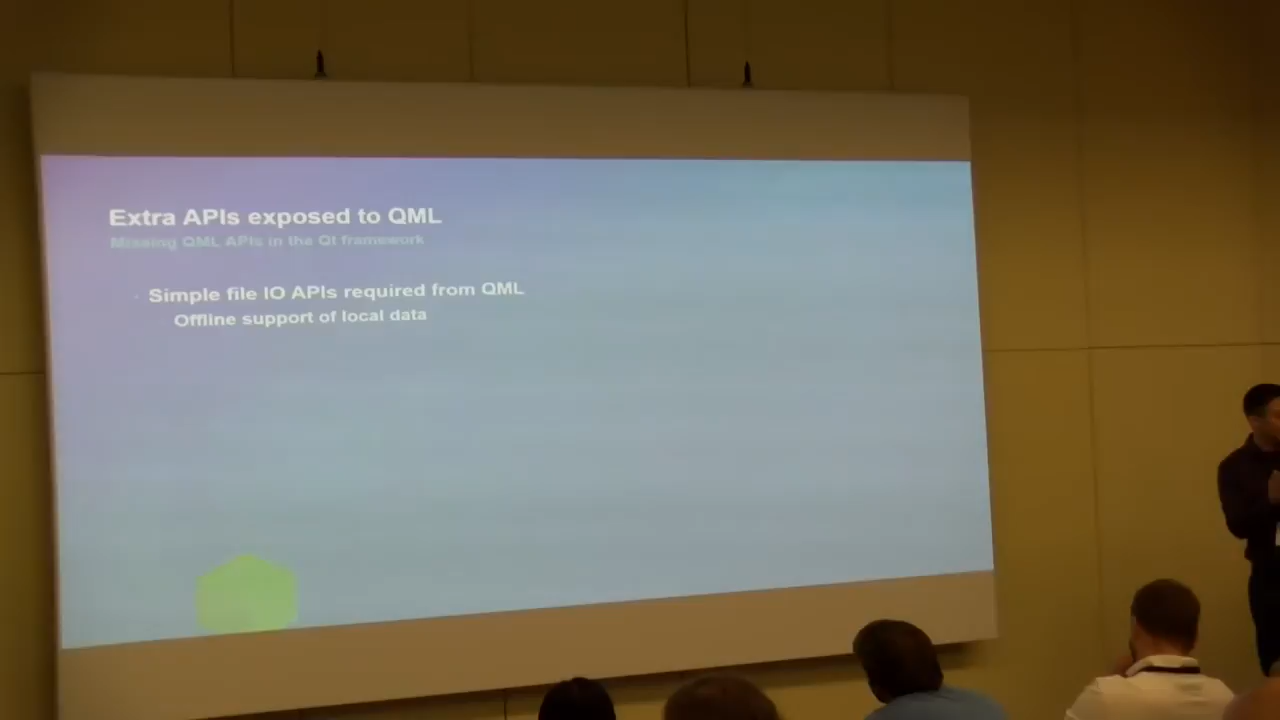 Extra APIs exposed to QML
Missing QML APIs in the Qt framework
Simple file IO APIs required from QML
Offline support of local data